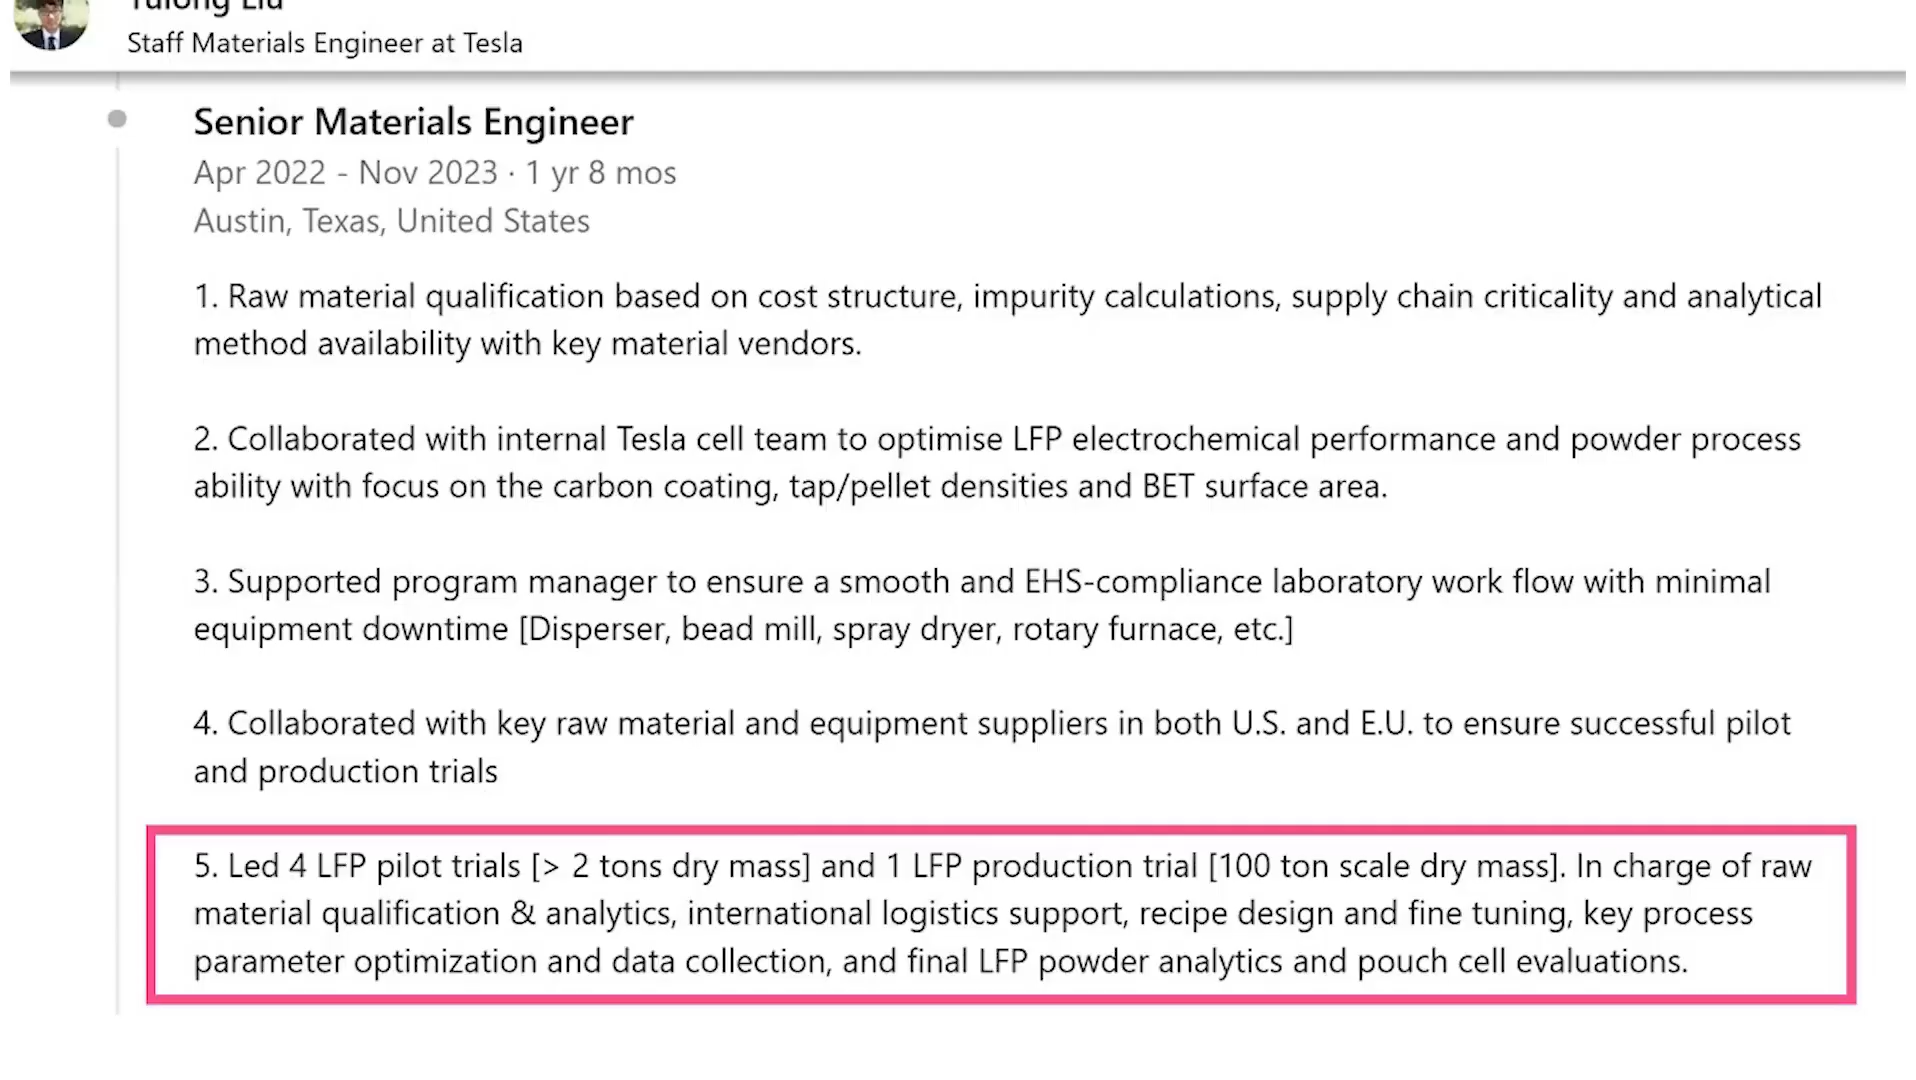 Yulong Liu
Staff Materials Engineer at Tesla
Senior Materials Engineer
Apr 2022 - Nov 2023 · 1 yr 8 mos
Austin, Texas, United States
1. Raw material qualification based on cost structure, impurity calculations, supply chain criticality and analytical
method availability with key material vendors.
2. Collaborated with internal Tesla cell team to optimise LFP electrochemical performance and powder process
ability with focus on the carbon coating, tap/pellet densities and BET surface area.
3. Supported program manager to ensure a smooth and EHS-compliance laboratory work flow with minimal
equipment downtime [Disperser, bead mill, spray dryer, rotary furnace, etc.]
4. Collaborated with key raw material and equipment suppliers in both U.S. and E.U. to ensure successful pilot
and production trials
5. Led 4 LFP pilot trials [> 2 tons dry mass] and 1 LFP production trial [100 ton scale dry mass]. In charge of raw
material qualification & analytics, international logistics support, recipe design and fine tuning, key process
parameter optimization and data collection, and final LFP powder analytics and pouch cell evaluations.